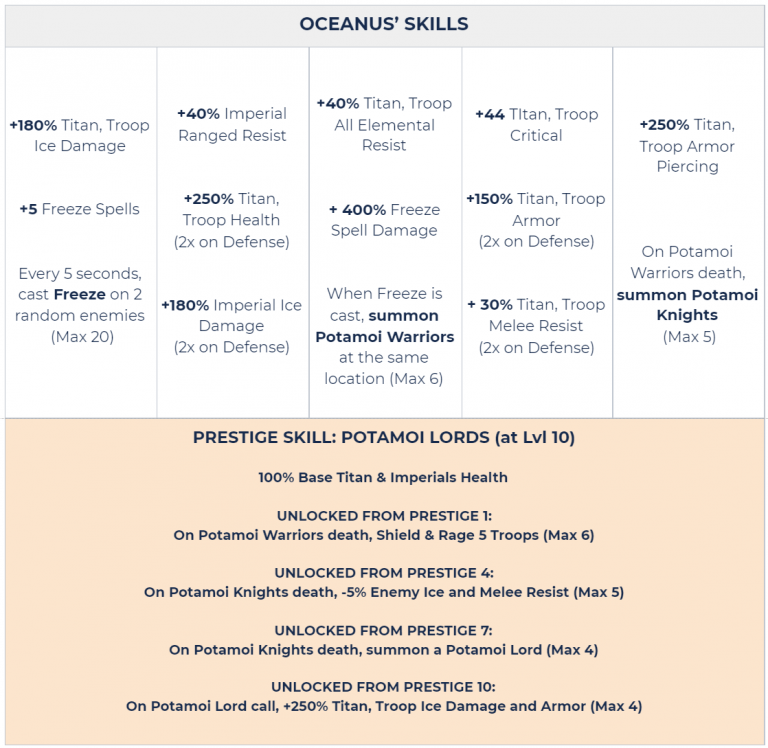 OCEANUS’ SKILLS
+180% Titan, Troop
Ice Damage
+5 Freeze Spells
Every 5 seconds,
cast Freeze on 2
random enemies
(Max 20)
+40% Imperial
Ranged Resist
+250% Titan,
Troop Health
(2x on Defense)
+180% Imperial Ice
Damage
(2x on Defense)
+40% Titan, Troop
All Elemental
Resist
+ 400% Freeze
Spell Damage
When Freeze is
cast, summon
Potamoi Warriors
at the same
location (Max 6)
+44 TItan, Troop
Critical
+150% Titan, Troop
Armor
(2x on Defense)
+ 30% Titan, Troop
Melee Resist
(2x on Defense)
+250% Titan,
Troop Armor
Piercing
On Potamoi
Warriors death,
summon Potamoi
Knights
(Max 5)
PRESTIGE SKILL: POTAMOI LORDS (at Lvl 10)
100% Base Titan & Imperials Health
UNLOCKED FROM PRESTIGE 1:
On Potamoi Warriors death, Shield & Rage 5 Troops (Max 6)
UNLOCKED FROM PRESTIGE 4:
On Potamoi Knights death, -5% Enemy Ice and Melee Resist (Max 5)
UNLOCKED FROM PRESTIGE 7:
On Potamoi Knights death, summon a Potamoi Lord (Max 4)
UNLOCKED FROM PRESTIGE 10:
On Potamoi Lord call, +250% Titan, Troop Ice Damage and Armor (Max 4)